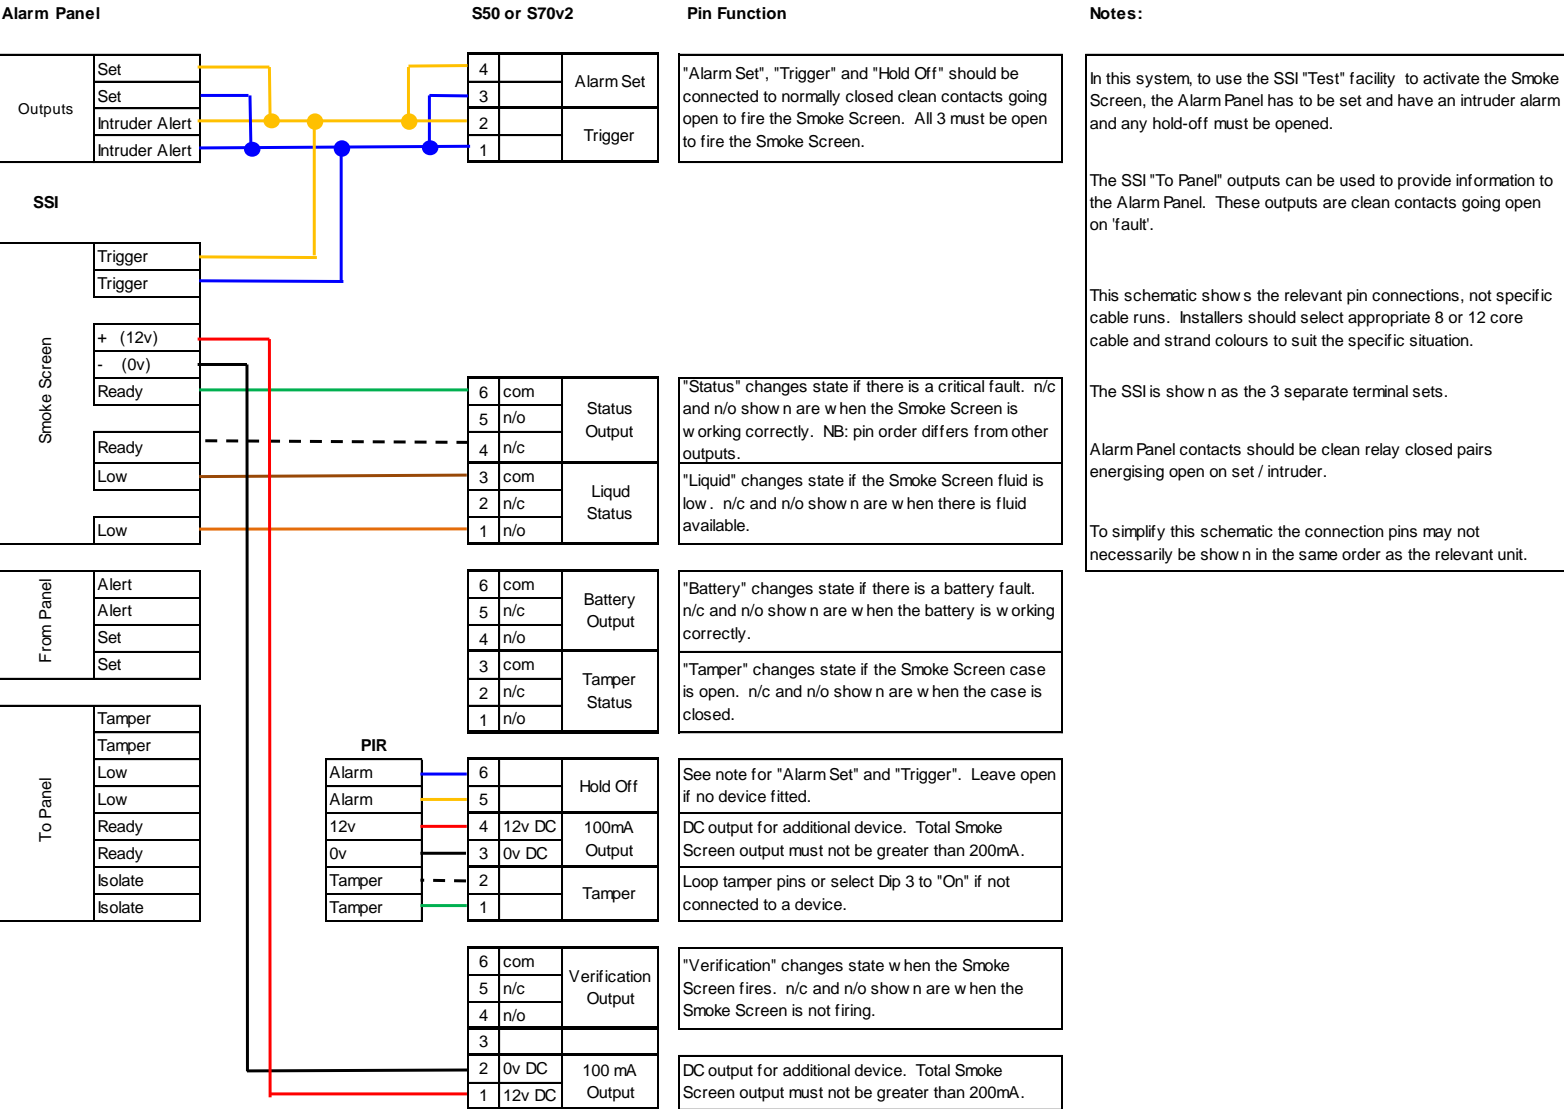 Alarm Panel
S50 or S70v2
Pin Function
Notes:
Outputs
Set
Set
Intruder Alert
Intruder Alert
4
3
Alarm Set
2
1
Trigger
"Alarm Set", "Trigger" and "Hold Off" should be
connected to normally closed clean contacts going
open to fire the Smoke Screen. All 3 must be open
to fire the Smoke Screen.
In this system, to use the SSI "Test" facility to activate the Smoke
Screen, the Alarm Panel has to be set and have an intruder alarm
and any hold-off must be opened.
The SSI "To Panel" outputs can be used to provide information to
the Alarm Panel. These outputs are clean contacts going open
on 'fault'.
This schematic shows the relevant pin connections, not specific
cable runs. Installers should select appropriate 8 or 12 core
cable and strand colours to suit the specific situation.
The SSI is shown as the 3 separate terminal sets.
Alarm Panel contacts should be clean relay closed pairs
energising open on set / intruder.
To simplify this schematic the connection pins may not
necessarily be shown in the same order as the relevant unit.
SSI
Smoke Screen
Trigger
Trigger
+ (12v)
- (0v)
Ready
Ready
Low
Low
6 com
5 n/o
4 n/c
Status
Output
"Status" changes state if there is a critical fault. n/c
and n/o shown are when the Smoke Screen is
working correctly. NB: pin order differs from other
outputs.
3 com
2 n/c
1 n/o
Liqud
Status
"Liquid" changes state if the Smoke Screen fluid is
low. n/c and n/o shown are when there is fluid
available.
From Panel
Alert
Alert
Set
Set
6 com
5 n/c
4 n/o
Battery
Output
"Battery" changes state if there is a battery fault.
n/c and n/o shown are when the battery is working
correctly.
3 com
2 n/c
1 n/o
Tamper
Status
"Tamper" changes state if the Smoke Screen case
is open. n/c and n/o shown are when the case is
closed.
To Panel
Tamper
Tamper
Low
Low
Ready
Ready
Isolate
Isolate
PIR
Alarm
Alarm
12v
0v
Tamper
Tamper
6
5
Hold Off
See note for "Alarm Set" and "Trigger". Leave open
if no device fitted.
4 12v DC
3 0v DC
100mA
Output
DC output for additional device. Total Smoke
Screen output must not be greater than 200mA.
2
1
Tamper
Loop tamper pins or select Dip 3 to "On" if not
connected to a device.
6 com
5 n/c
4 n/o
Verification
Output
"Verification" changes state when the Smoke
Screen fires. n/c and n/o shown are when the
Smoke Screen is not firing.
3
2 0v DC
1 12v DC
100 mA
Output
DC output for additional device. Total Smoke
Screen output must not be greater than 200mA.